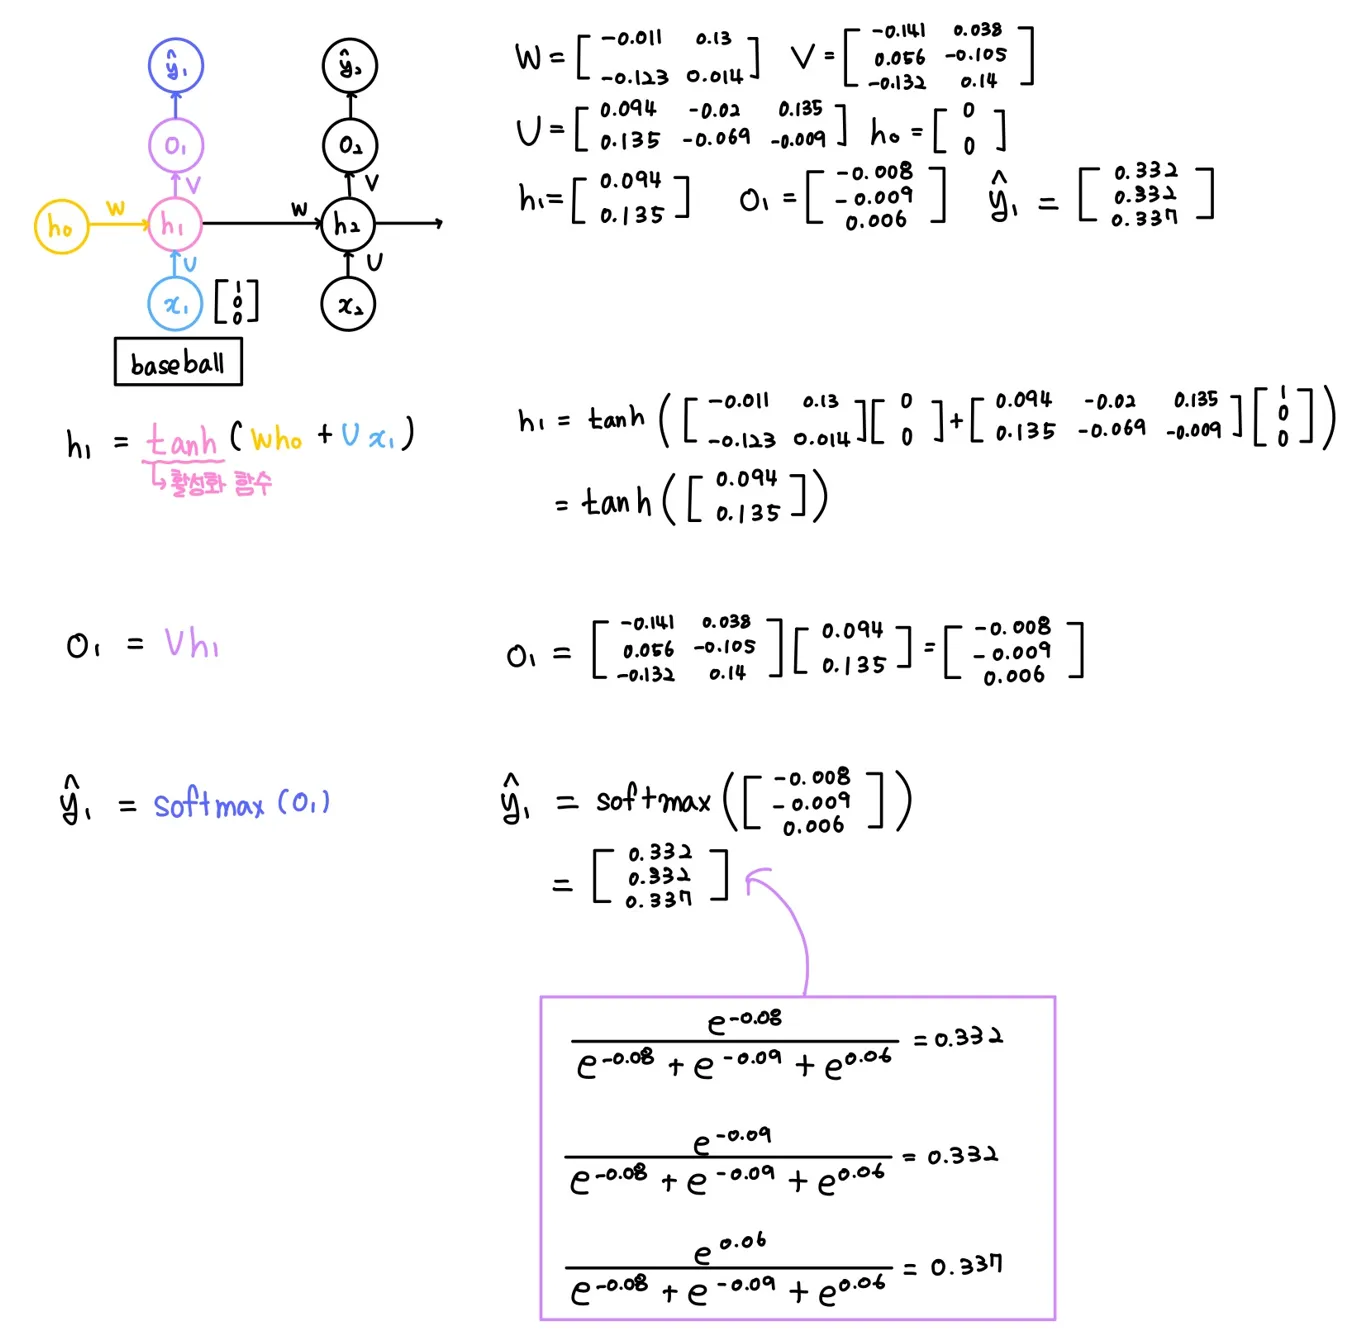 ŷ₁ ŷ₂
o₁ o₂
V V
h₀ W h₁ W h₂
U U
x₁ [1 0 0] x₂
baseball
W = [-0.011 0.13
-0.123 0.014] V = [-0.141 0.038
0.056 -0.105
-0.132 0.14]
U = [0.094 -0.02 0.135
0.135 -0.069 -0.009] h₀ = [0
0]
h₁ = [0.094
0.135] o₁ = [-0.008
-0.009
0.006] ŷ₁ = [0.332
0.332
0.337]
h₁ = tanh (Wh₀ + Ux₁)
↳ 활성화 함수
h₁ = tanh ([-0.011 0.13
-0.123 0.014] [0
0] + [0.094 -0.02 0.135
0.135 -0.069 -0.009] [1
0
0])
= tanh ([0.094
0.135])
o₁ = Vh₁
o₁ = [-0.141 0.038
0.056 -0.105
-0.132 0.14] [0.094
0.135] = [-0.008
-0.009
0.006]
ŷ₁ = softmax (o₁)
ŷ₁ = softmax ([-0.008
-0.009
0.006])
= [0.332
0.332
0.337]
e^-0.08
e^-0.08 + e^-0.09 + e^0.06 = 0.332
e^-0.09
e^-0.08 + e^-0.09 + e^0.06 = 0.332
e^0.06
e^-0.08 + e^-0.09 + e^0.06 = 0.337